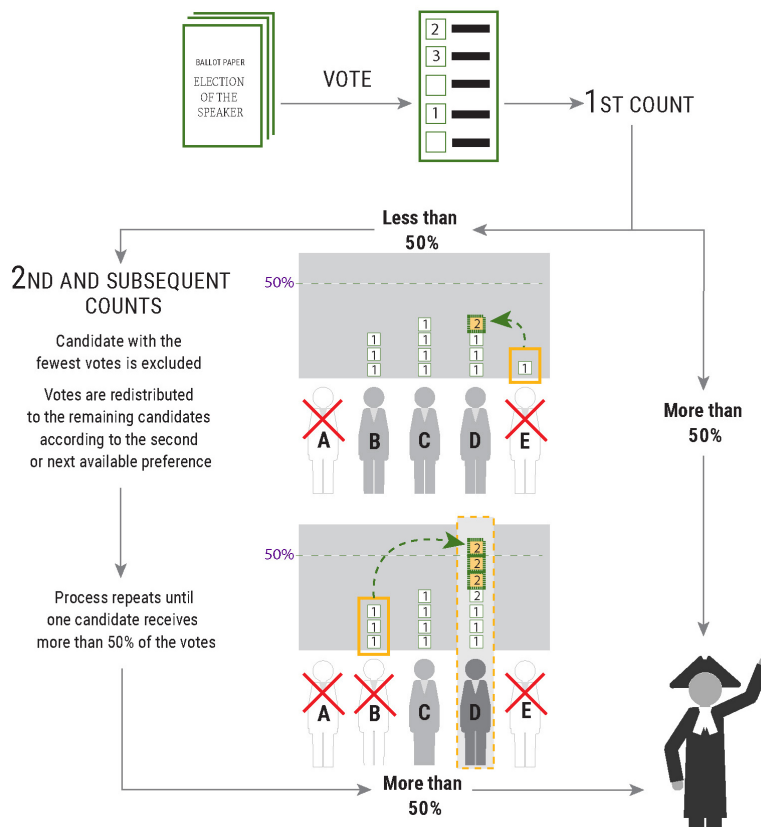 BALLOT PAPER
ELECTION
OF THE
SPEAKER
VOTE
2
3
1
1ST COUNT
Less than
50%
2ND AND SUBSEQUENT
COUNTS
Candidate with the
fewest votes is excluded
Votes are redistributed
to the remaining candidates
according to the second
or next available preference
Process repeats until
one candidate receives
more than 50% of the votes
50%
1 2
1 1 1
1 1 1
1 1 1 1
A B C D E
More than
50%
50%
2
2
2
1 2
1 1 1
1 1 1
1 1 1
A B C D E
More than
50%